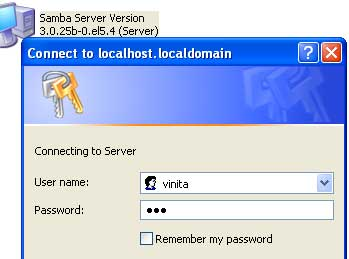 Samba Server Version
3.0.25b-0.el5.4 (Server)
Connect to localhost.localdomain
Connecting to Server
User name:
vinita
Password:
●●●
Remember my password